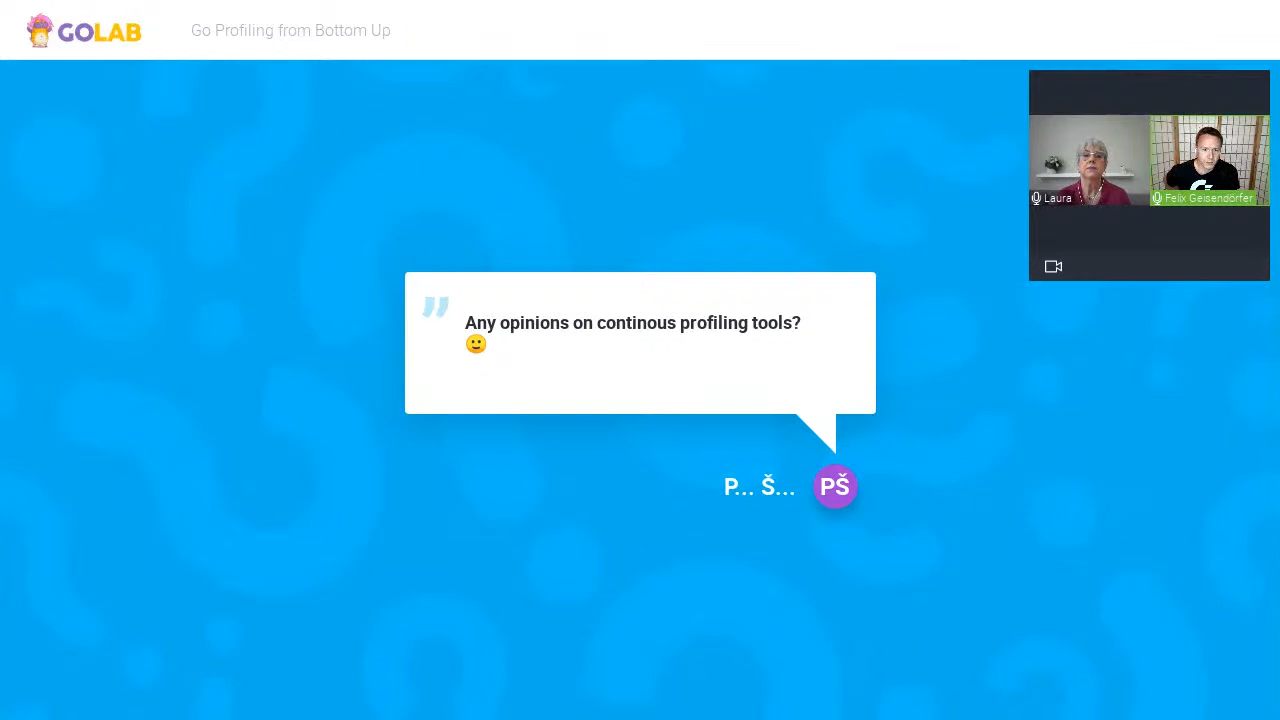 GOLAB
Go Profiling from Bottom Up
Laura
Felix Geisendörfer
Any opinions on continous profiling tools?
🙂
P... Š...
PŠ